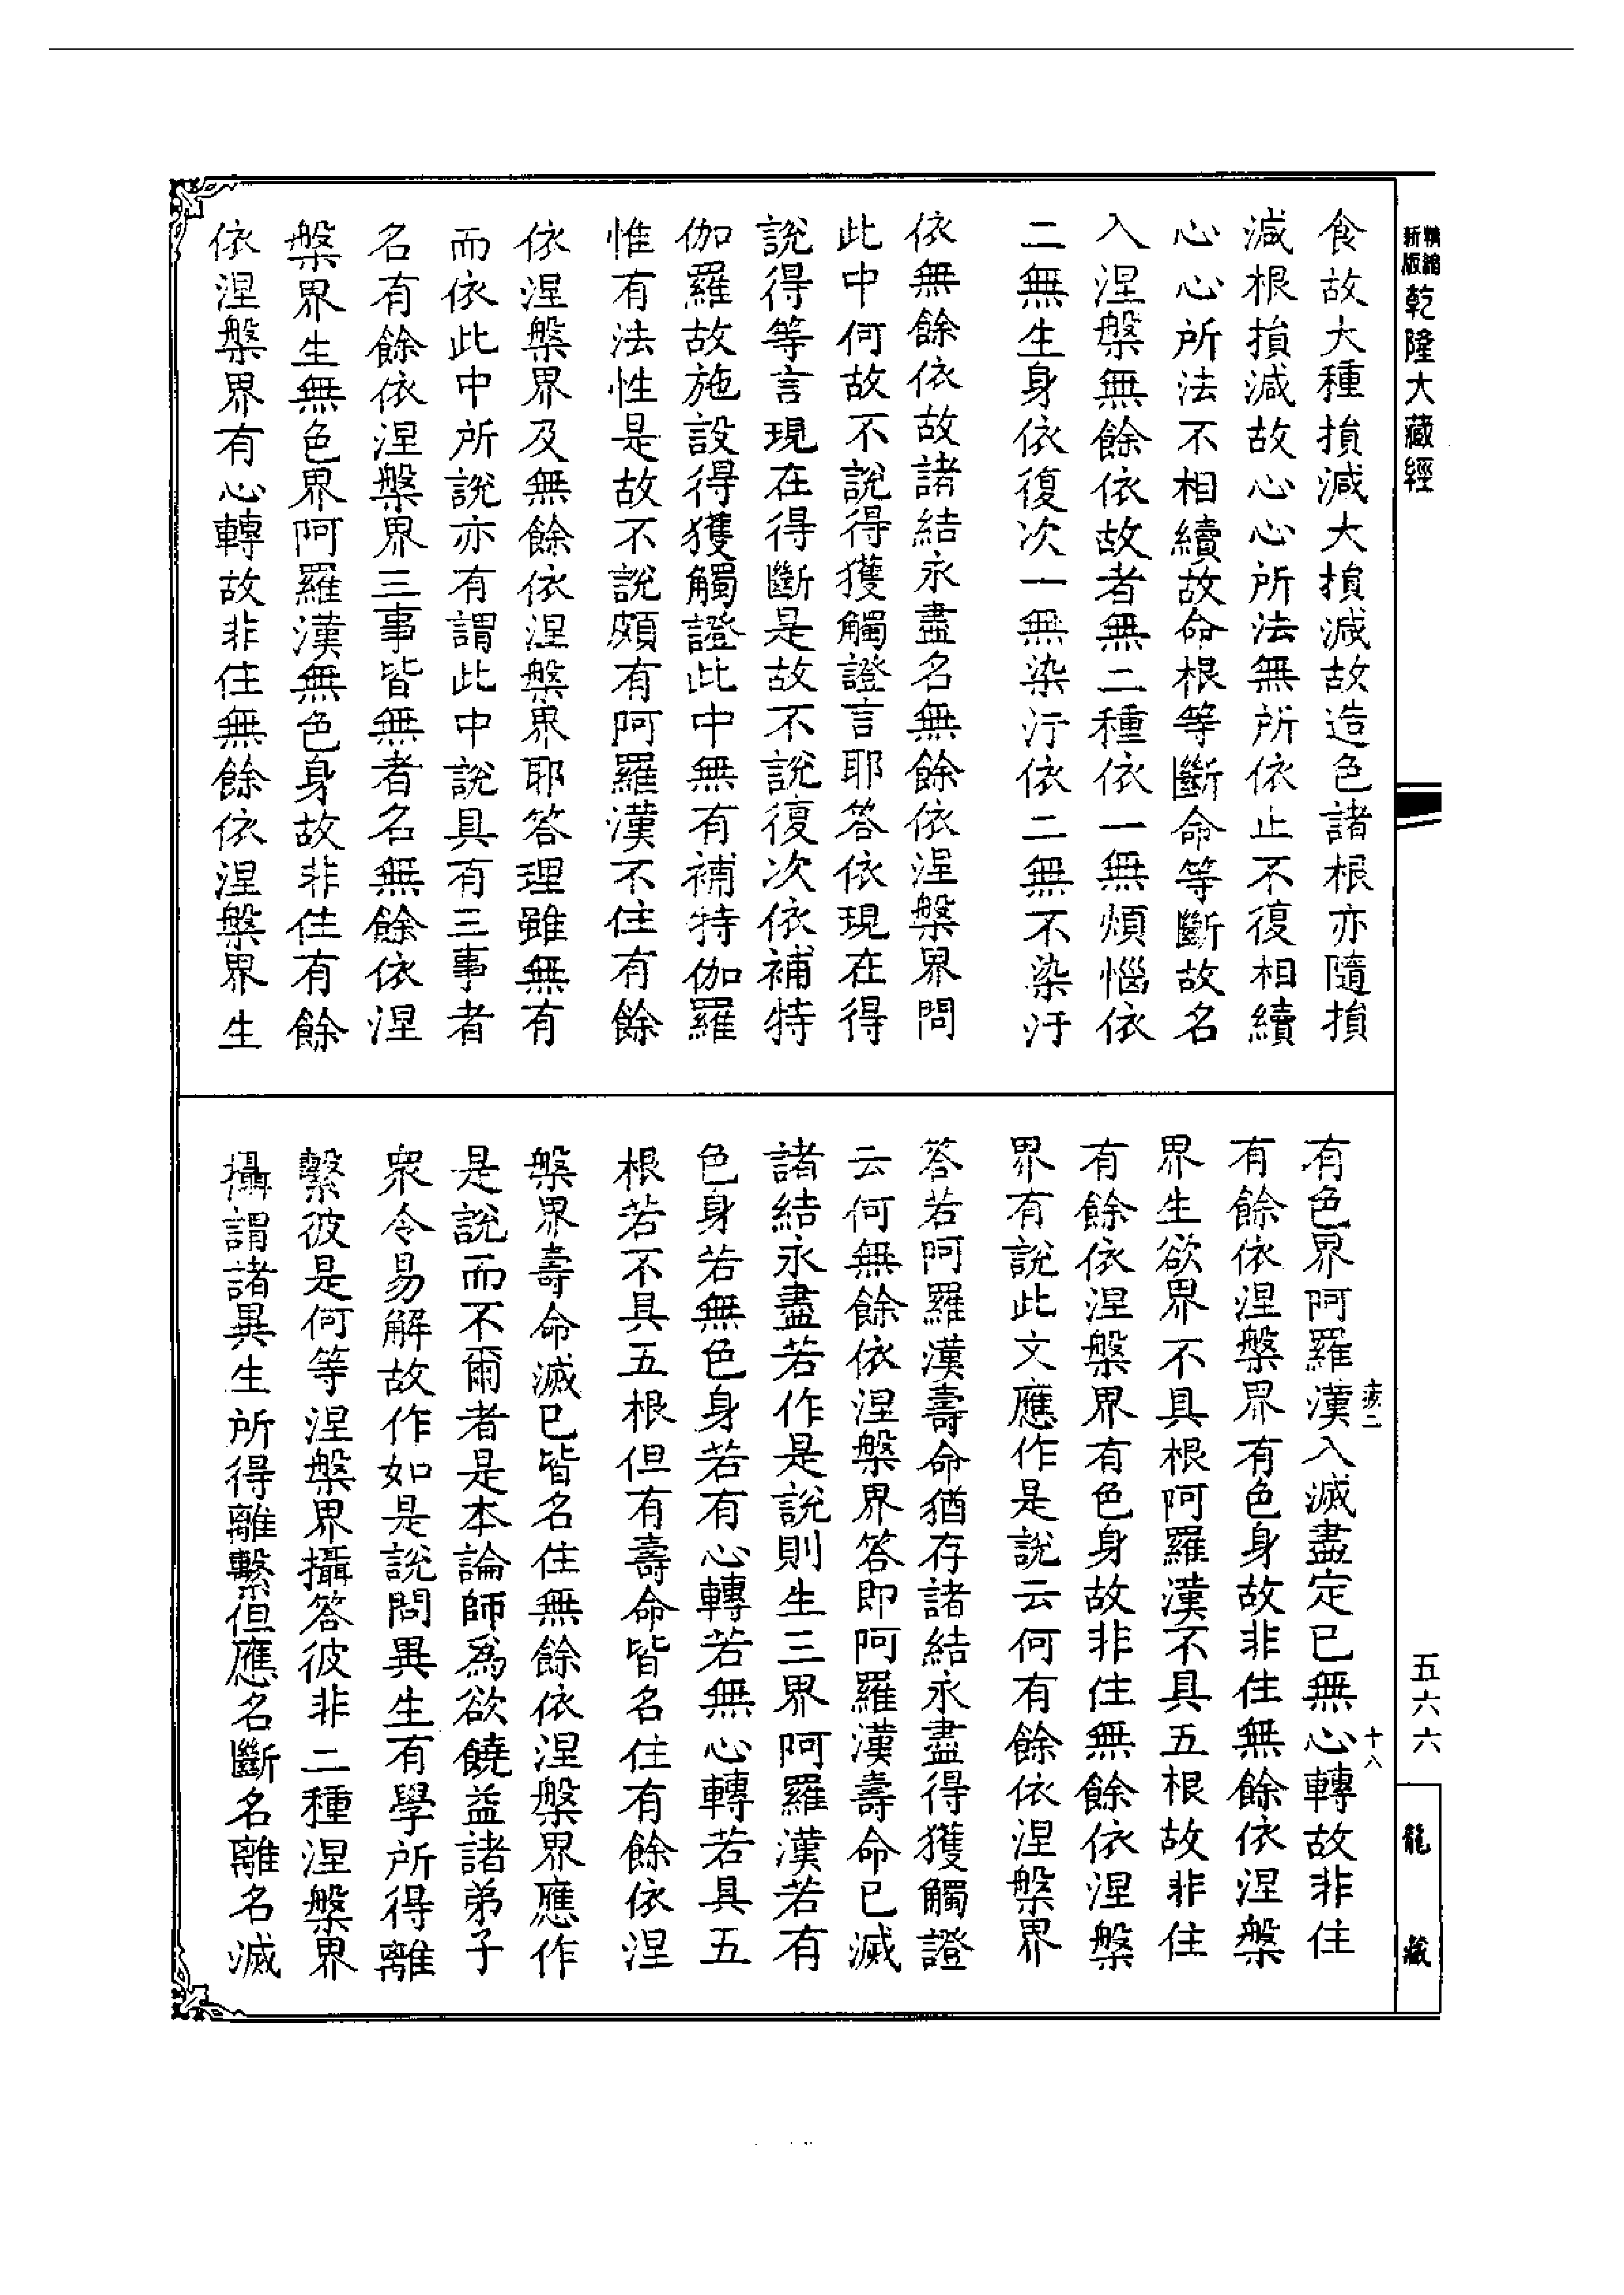 精縮新版乾隆大藏經
食故大種損減大損減故造色諸根亦隨損
減根損減故心心所法無所依止不復相續
心心所法不相續故命根等斷命等斷故名
入涅槃無餘依故者無二種依一無煩惱依
二無生身依復次一無染汙依二無不染汙
依無餘依故諸結永盡名無餘依涅槃界問
此中何故不說得獲觸證言耶答依現在得
說得等言現在得斷是故不說復次依補特
伽羅故施設得獲觸證此中無有補特伽羅
惟有法性是故不說頗有阿羅漢不住有餘
依涅槃界及無餘依涅槃界耶答理雖無有
而依此中所說亦有謂此中說具有三事者
名有餘依涅槃界三事皆無者名無餘依涅
槃界生無色界阿羅漢無色身故非住有餘
依涅槃界有心轉故非住無餘依涅槃界生
有色界阿羅漢入滅盡定已無心轉故非住
有餘依涅槃界有色身故非住無餘依涅槃
界生欲界不具根阿羅漢不具五根故非住
有餘依涅槃界有色身故非住無餘依涅槃
界有說此文應作是說云何有餘依涅槃界
答若阿羅漢壽命猶存諸結永盡得獲觸證
云何無餘依涅槃界答即阿羅漢壽命已滅
諸結永盡若作是說則生三界阿羅漢若有
色身若無色身若有心轉若無心轉若具五
根若不具五根但有壽命皆名住有餘依涅
槃界壽命滅已皆名住無餘依涅槃界應作
是說而不爾者是本論師為欲饒益諸弟子
衆令易解故作如是說問異生有學所得離
繫彼是何等涅槃界攝答彼非二種涅槃界
攝謂諸異生所得離繫但應名斷名離名滅
十八
五六六
龍藏